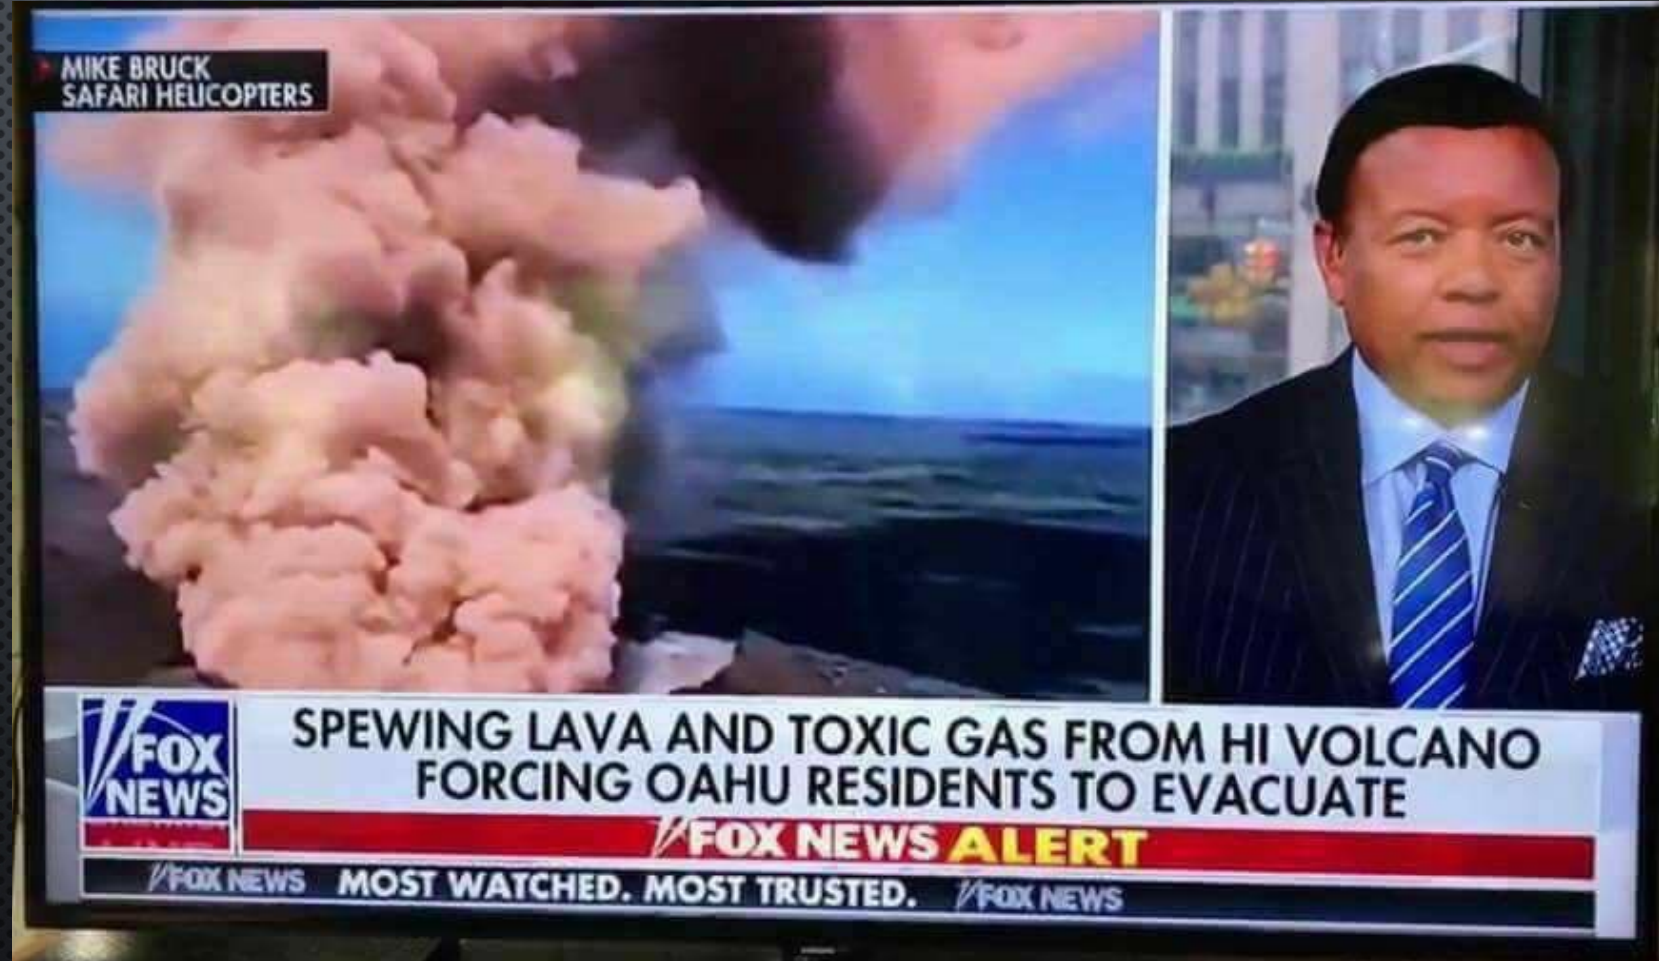 MIKE BRUCK
SAFARI HELICOPTERS
SPEWING LAVA AND TOXIC GAS FROM HI VOLCANO
FORCING OAHU RESIDENTS TO EVACUATE
FOX
NEWS
FOX NEWS ALERT
FOX NEWS MOST WATCHED. MOST TRUSTED. FOX NEWS